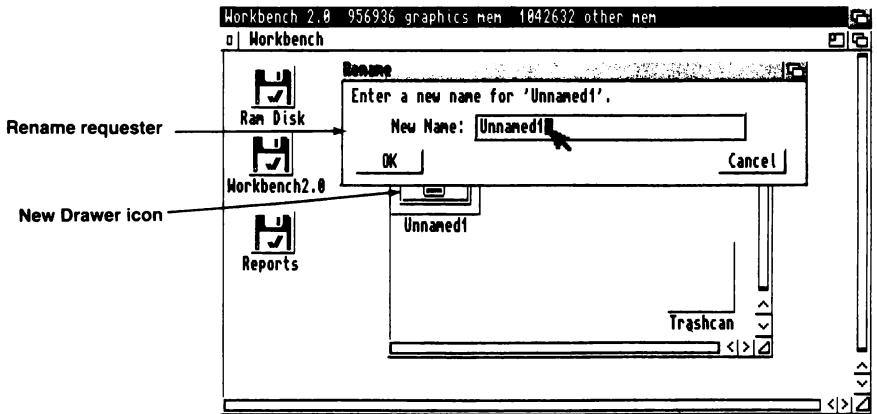 Workbench 2.0 956936 graphics mem 1042632 other mem
Workbench
Rename
Enter a new name for 'Unnamed1'.
Ram Disk
Rename requester
New Name: Unnamed1
OK Cancel
Workbench2.0
New Drawer icon
Unnamed1
Reports
Trashcan